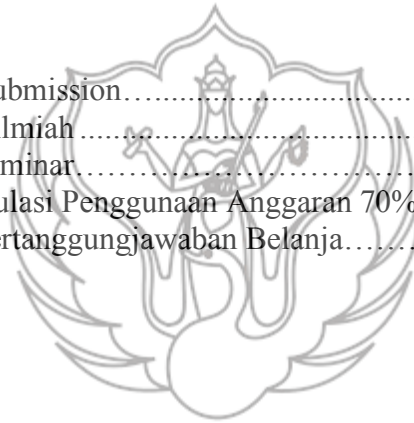 ubmission….........................
lmiah.................................
minar……………………………
ulasi Penggunaan Anggaran 70%
ertanggungjawaban Belanja…….